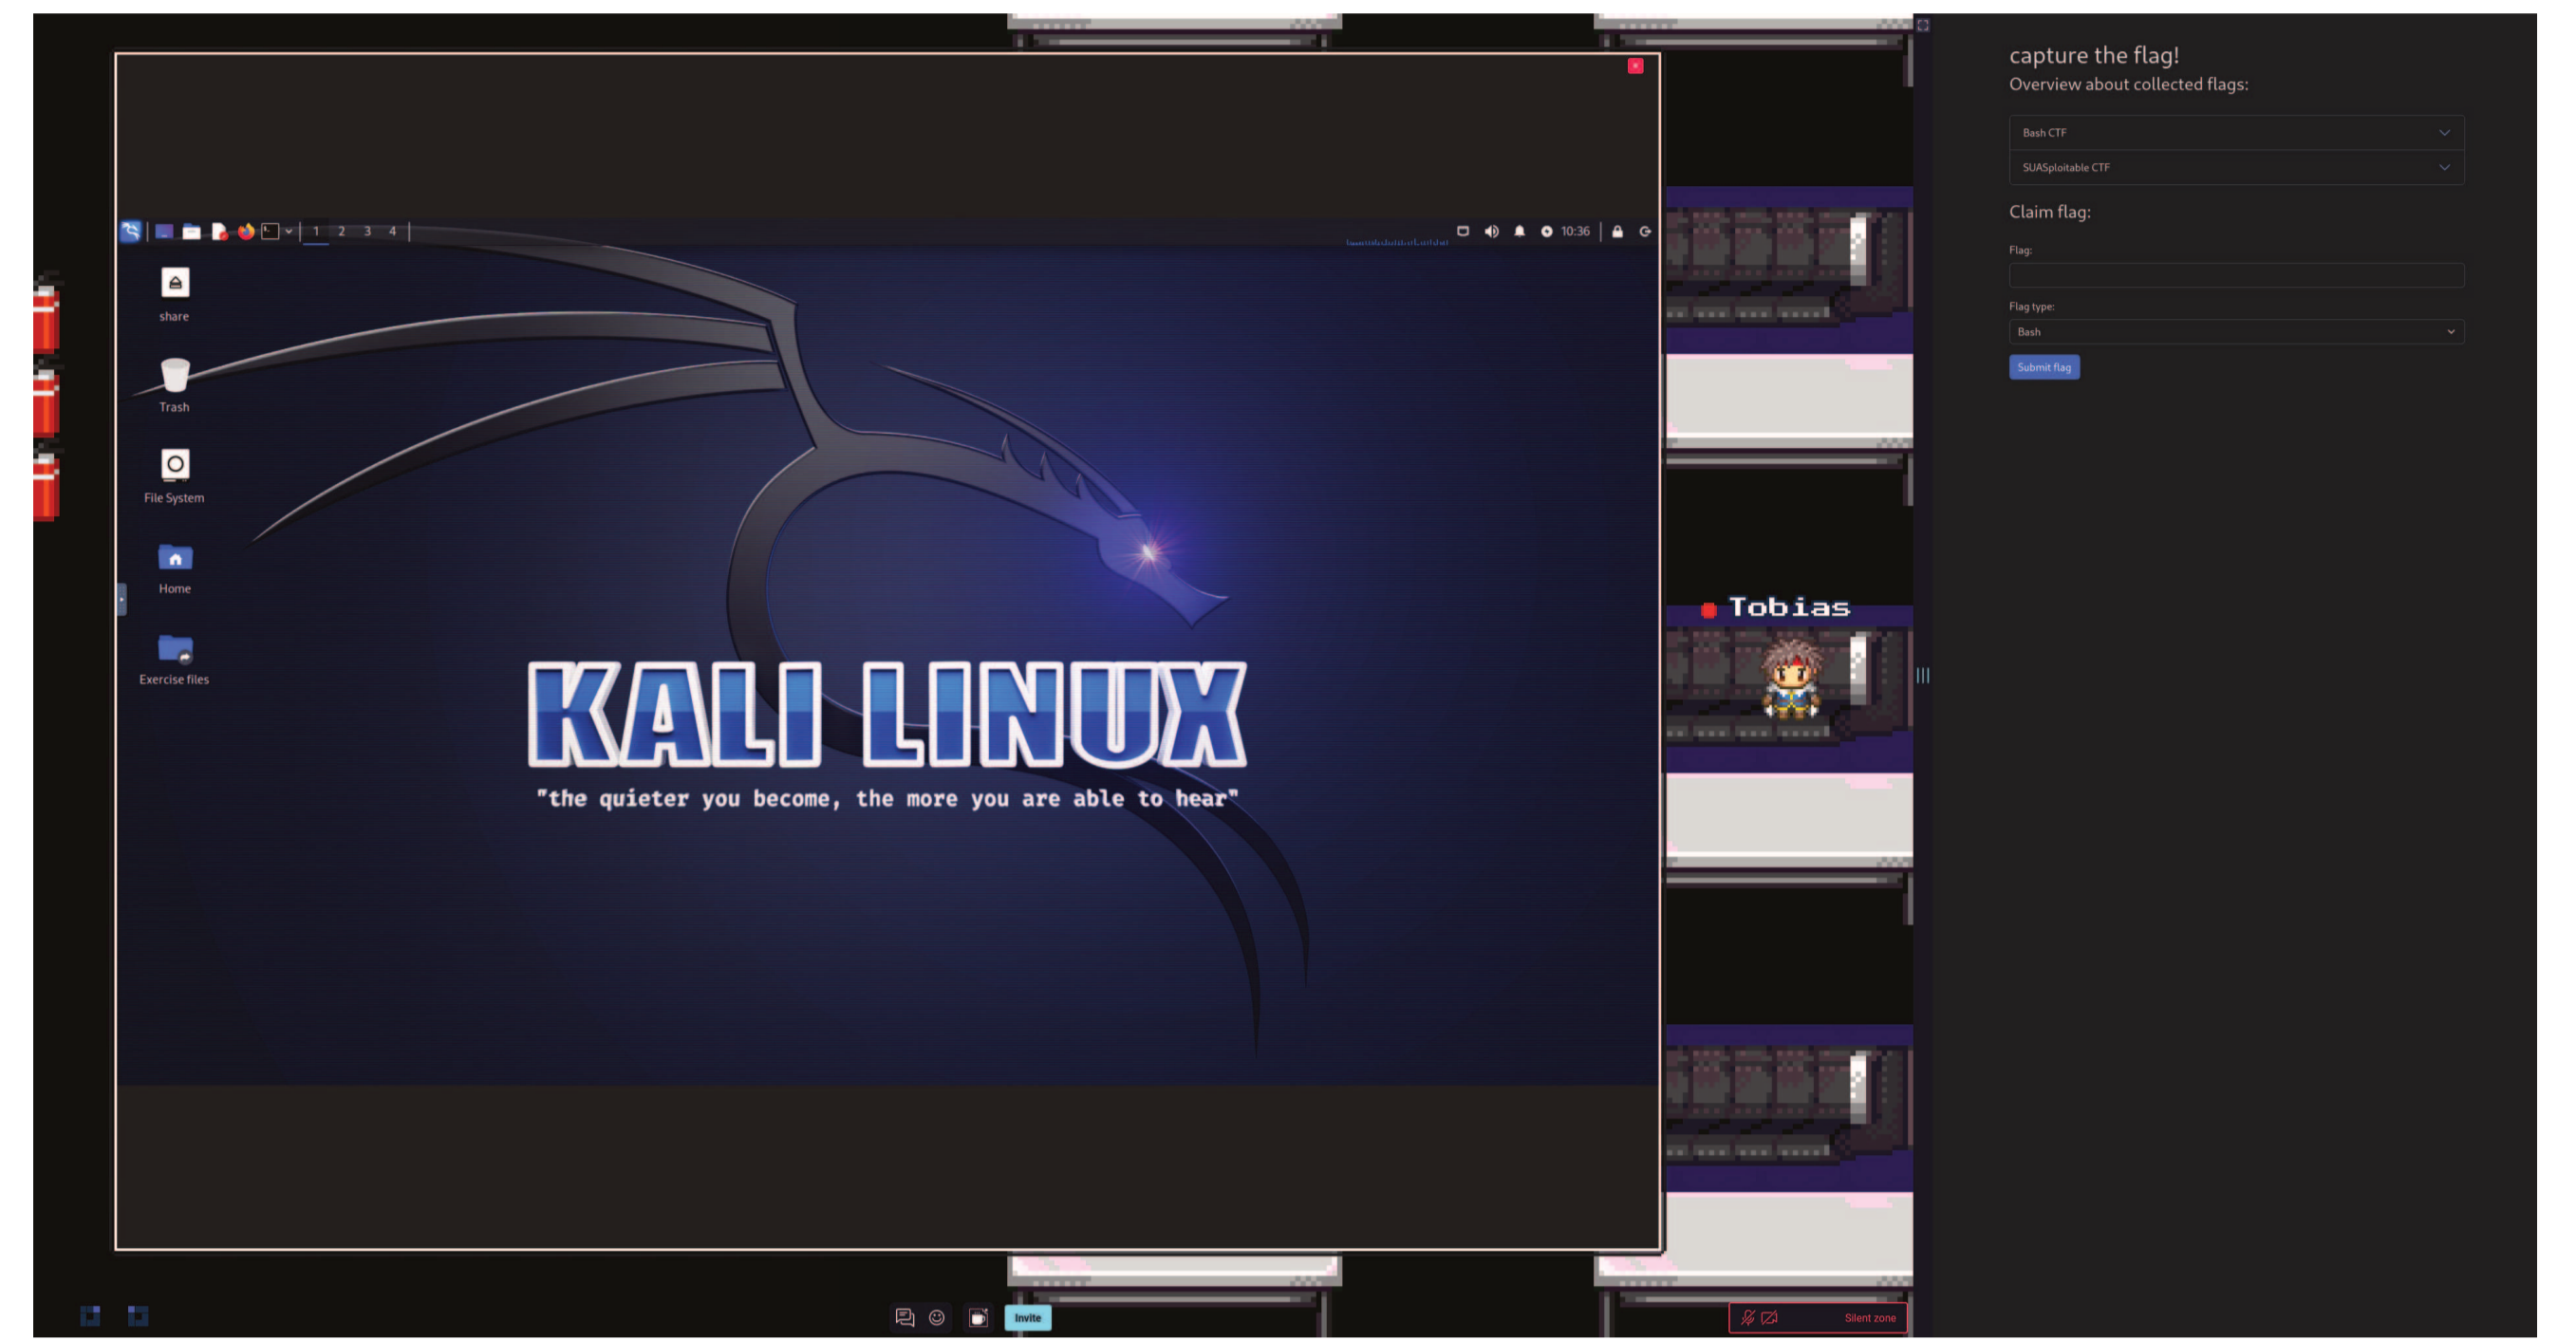 1 2 3 4
10:36
share
Trash
File System
Home
Exercise files
KALI LINUX
"the quieter you become, the more you are able to hear"
Tobias
Invite
Silent zone
capture the flag!
Overview about collected flags:
Bash CTF
SUASploitable CTF
Claim flag:
Flag:
Flag type:
Bash
Submit flag